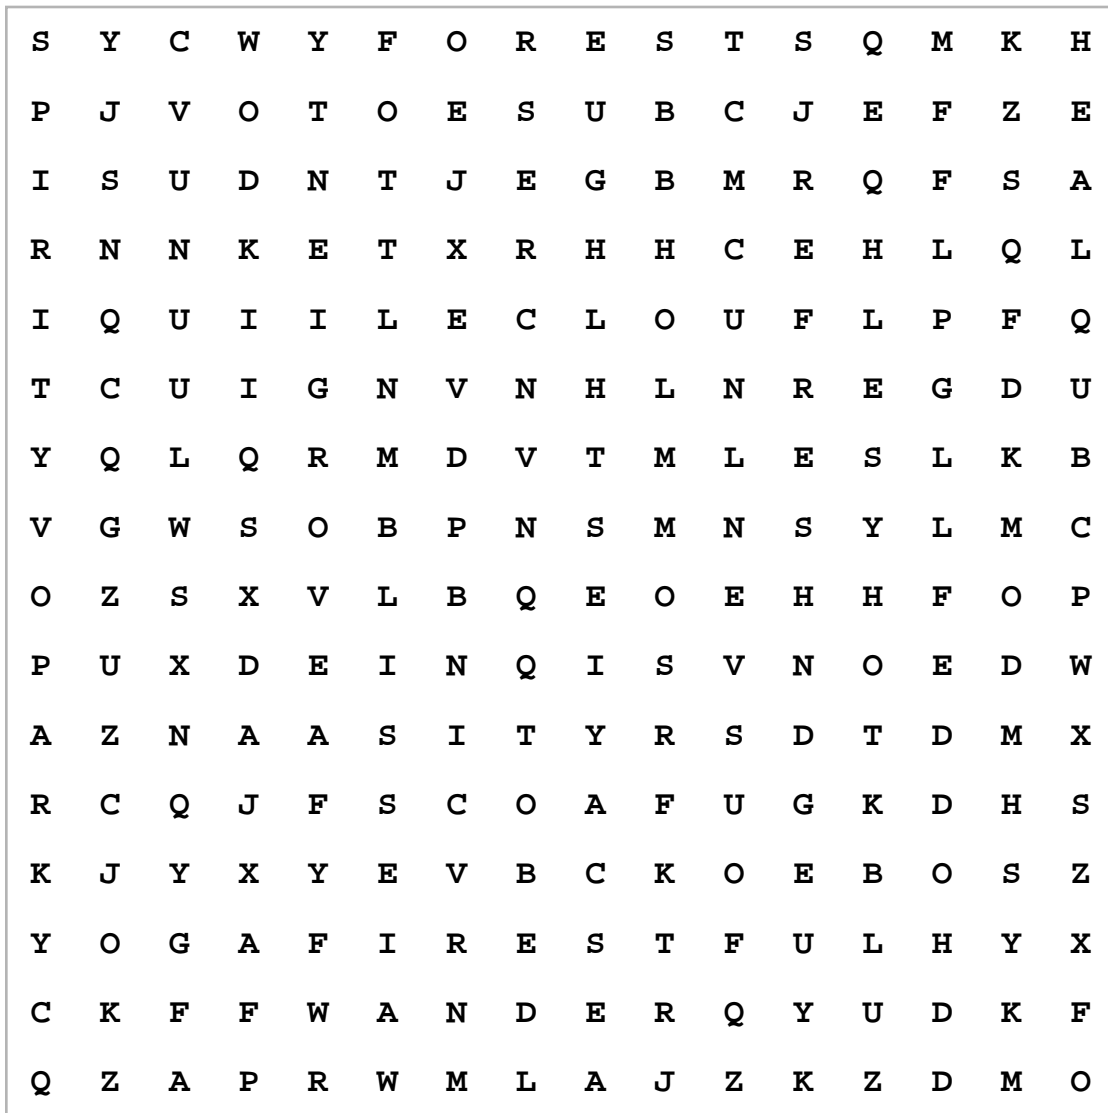 S Y C W Y F O R E S T S Q M K H
P J V O T O E S U B C J E F Z E
I S U D N T J E G B M R Q F S A
R N N K E T X R H H C E H L Q L
I Q U I I L E C L O U F L P F Q
T C U I G N V N H L N R E G D U
Y Q L Q R M D V T M L E S L K B
V G W S O B P N S M N S Y L M C
O Z S X V L B Q E O E H H F O P
P U X D E I N Q I S V N O E D W
A Z N A A S I T Y R S D T D M X
R C Q J F S C O A F U G K D H S
K J Y X Y E V B C K O E B O S Z
Y O G A F I R E S T F U L H Y X
C K F F W A N D E R Q Y U D K F
Q Z A P R W M L A J Z K Z D M O